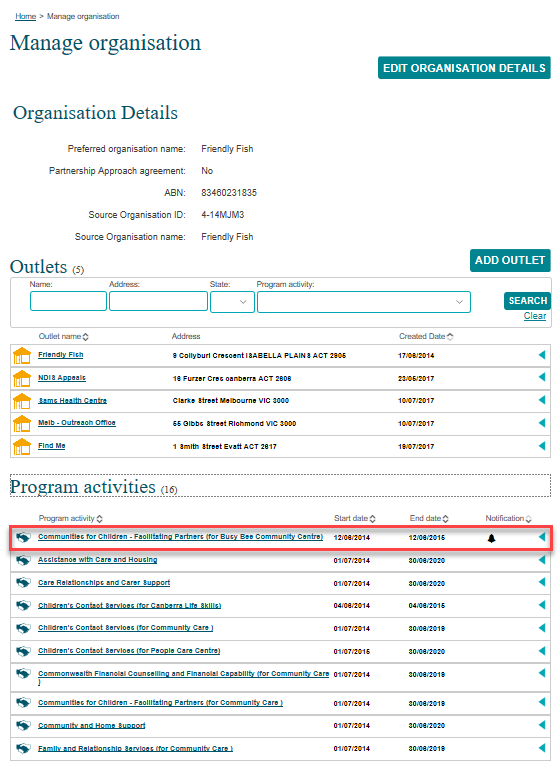 Home > Manage organisation
Manage organisation
EDIT ORGANISATION DETAILS
Organisation Details
Preferred organisation name: Friendly Fish
Partnership Approach agreement: No
ABN: 83460231835
Source Organisation ID: 4-14MJM3
Source Organisation name: Friendly Fish
Outlets (5)
ADD OUTLET
Name: Address: State: Program activity:
SEARCH
Clear
Outlet name Address Created Date
Friendly Fish 9 Collyburl Crescent ISABELLA PLAINS ACT 2905 17/06/2014
NDIS Appeals 16 Furzer Cres canberra ACT 2606 23/05/2017
Sams Health Centre Clarke Street Melbourne VIC 3000 10/07/2017
Melb - Outreach Office 55 Gibbs Street Richmond VIC 3000 10/07/2017
Find Me 1 Smith Street Evatt ACT 2617 19/07/2017
Program activities (16)
Program activity Start date End date Notification
Communities for Children - Facilitating Partners (for Busy Bee Community Centre) 12/06/2014 12/06/2015
Assistance with Care and Housing 01/07/2014 30/06/2020
Care Relationships and Carer Support 01/07/2014 30/06/2020
Children's Contact Services (for Canberra Life Skills) 04/06/2014 04/06/2015
Children's Contact Services (for Community Care ) 01/07/2014 30/06/2019
Children's Contact Services (for People Care Centre) 01/07/2015 30/06/2020
Commonwealth Financial Counselling and Financial Capability (for Community Care 01/07/2014 30/06/2019
)
Communities for Children - Facilitating Partners (for Community Care ) 01/07/2014 30/06/2019
Community and Home Support 01/07/2014 30/06/2020
Family and Relationship Services (for Community Care ) 01/07/2014 30/06/2019